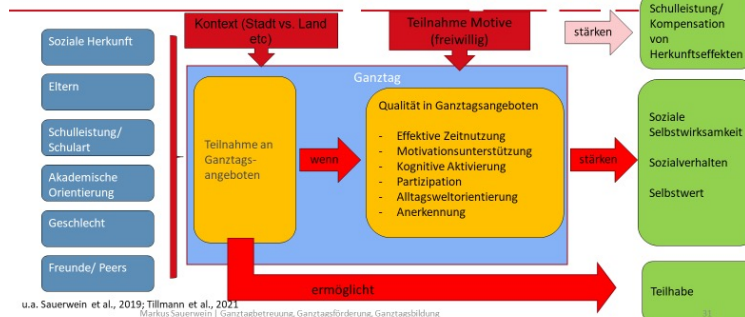 Kontext (Stadt vs. Land
etc)
Teilnahme Motive
(freiwillig)
stärken
Schulleistung/
Kompensation
von
Herkunftseffekten
Soziale Herkunft
Eltern
Schulleistung/
Schulart
Akademische
Orientierung
Geschlecht
Freunde/ Peers
Ganztag
Teilnahme an
Ganztags-
angeboten
wenn
Qualität in Ganztagsangeboten
- Effektive Zeitnutzung
- Motivationsunterstützung
- Kognitive Aktivierung
- Partizipation
- Alltagsweltorientierung
- Anerkennung
stärken
Soziale
Selbstwirksamkeit
Sozialverhalten
Selbstwert
ermöglicht
Teilhabe
u.a. Sauerwein et al., 2019; Tillmann et al., 2021
Markus Sauerwein | Ganztagbetreuung, Ganztagsförderung, Ganztagsbildung
31